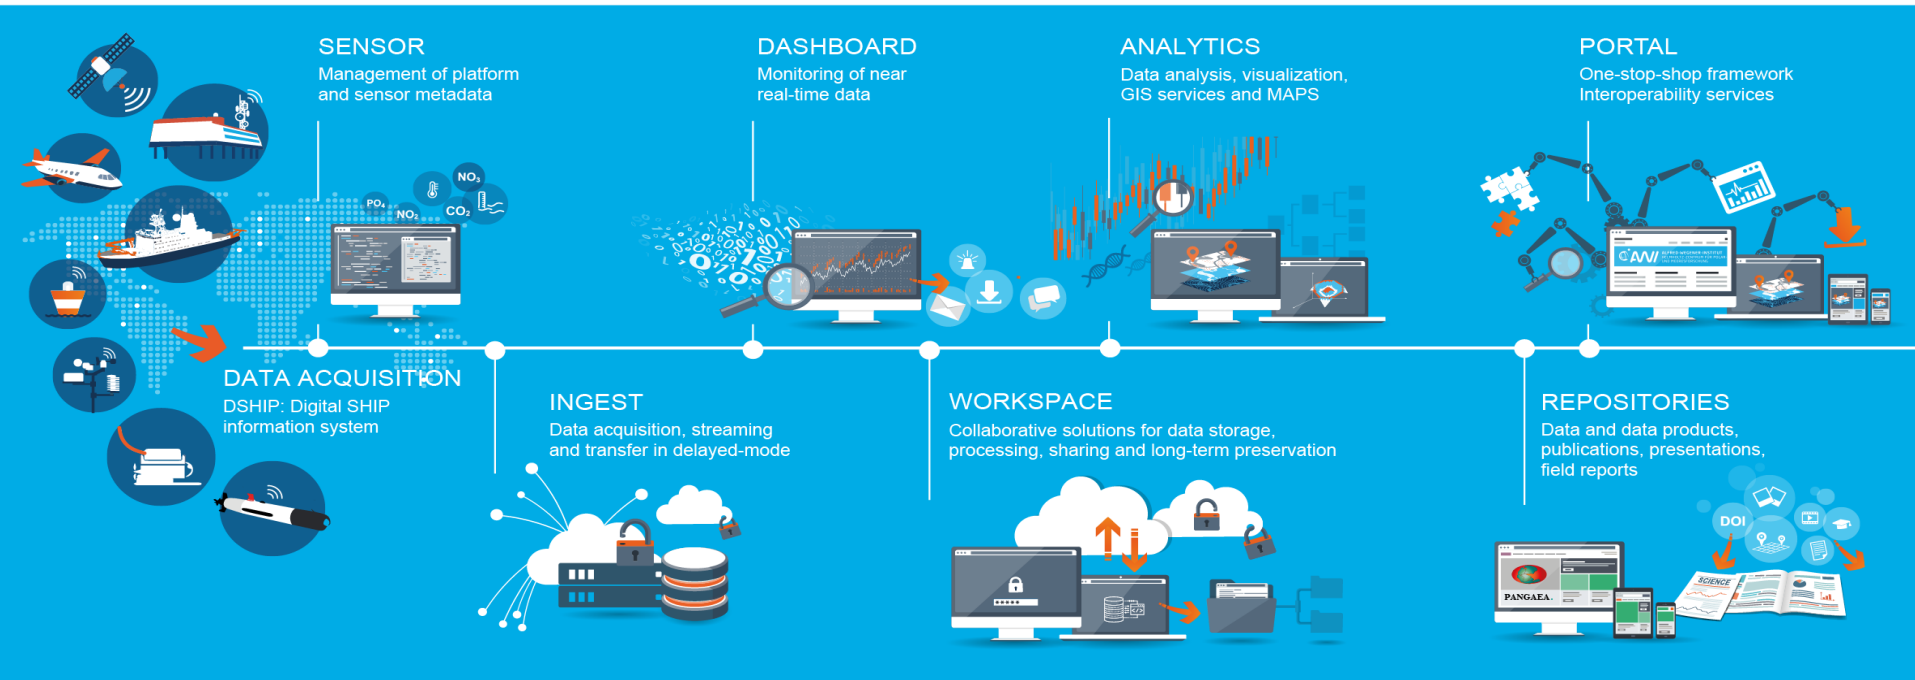 SENSOR
Management of platform
and sensor metadata
DASHBOARD
Monitoring of near
real-time data
ANALYTICS
Data analysis, visualization,
GIS services and MAPS
PORTAL
One-stop-shop framework
Interoperability services
PO₄
NO₂
NO₃
CO₂
AWI
DATA ACQUISITION
DSHIP: Digital SHIP
information system
INGEST
Data acquisition, streaming
and transfer in delayed-mode
WORKSPACE
Collaborative solutions for data storage,
processing, sharing and long-term preservation
REPOSITORIES
Data and data products,
publications, presentations,
field reports
DOI
PANGAEA.
SCIENCE